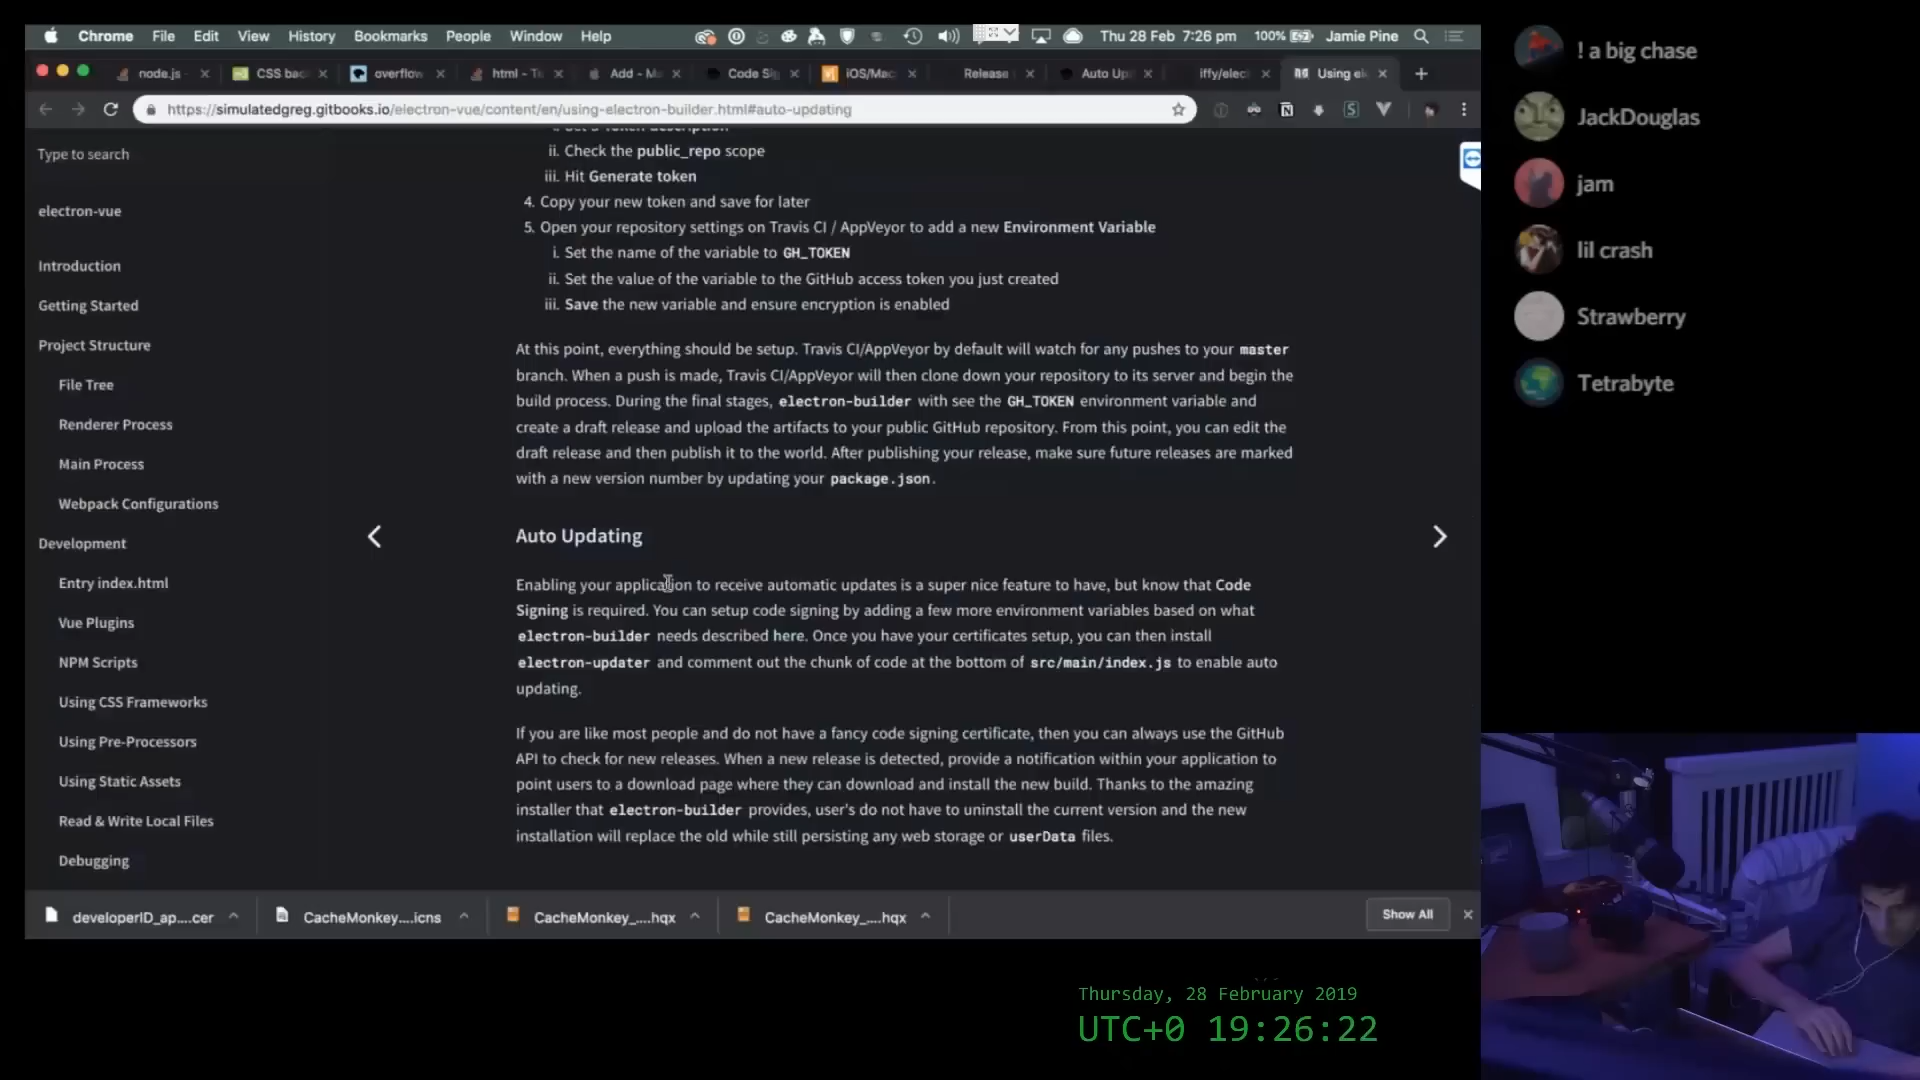 Chrome File Edit View History Bookmarks People Window Help Thu 28 Feb 7:26 pm 100% Jamie Pine
node.js CSS bac overflow html - Add - Code Sig iOS/Mac Release Auto Up iffy/elec Using el
https://simulatedgreg.gitbooks.io/electron-vue/content/en/using-electron-builder.html#auto-updating
Type to search
electron-vue
Introduction
Getting Started
Project Structure
File Tree
Renderer Process
Main Process
Webpack Configurations
Development
Entry index.html
Vue Plugins
NPM Scripts
Using CSS Frameworks
Using Pre-Processors
Using Static Assets
Read & Write Local Files
Debugging
ii. Check the public_repo scope
iii. Hit Generate token
4. Copy your new token and save for later
5. Open your repository settings on Travis CI / AppVeyor to add a new Environment Variable
i. Set the name of the variable to GH_TOKEN
ii. Set the value of the variable to the GitHub access token you just created
iii. Save the new variable and ensure encryption is enabled
At this point, everything should be setup. Travis CI/AppVeyor by default will watch for any pushes to your master
branch. When a push is made, Travis CI/AppVeyor will then clone down your repository to its server and begin the
build process. During the final stages, electron-builder with see the GH_TOKEN environment variable and
create a draft release and upload the artifacts to your public GitHub repository. From this point, you can edit the
draft release and then publish it to the world. After publishing your release, make sure future releases are marked
with a new version number by updating your package.json.
Auto Updating
Enabling your application to receive automatic updates is a super nice feature to have, but know that Code
Signing is required. You can setup code signing by adding a few more environment variables based on what
electron-builder needs described here. Once you have your certificates setup, you can then install
electron-updater and comment out the chunk of code at the bottom of src/main/index.js to enable auto
updating.
If you are like most people and do not have a fancy code signing certificate, then you can always use the GitHub
API to check for new releases. When a new release is detected, provide a notification within your application to
point users to a download page where they can download and install the new build. Thanks to the amazing
installer that electron-builder provides, user's do not have to uninstall the current version and the new
installation will replace the old while still persisting any web storage or userData files.
developerID_ap....cer CacheMonkey....icns CacheMonkey_....hqx CacheMonkey_....hqx Show All
! a big chase
JackDouglas
jam
lil crash
Strawberry
Tetrabyte
Thursday, 28 February 2019
UTC+0 19:26:22